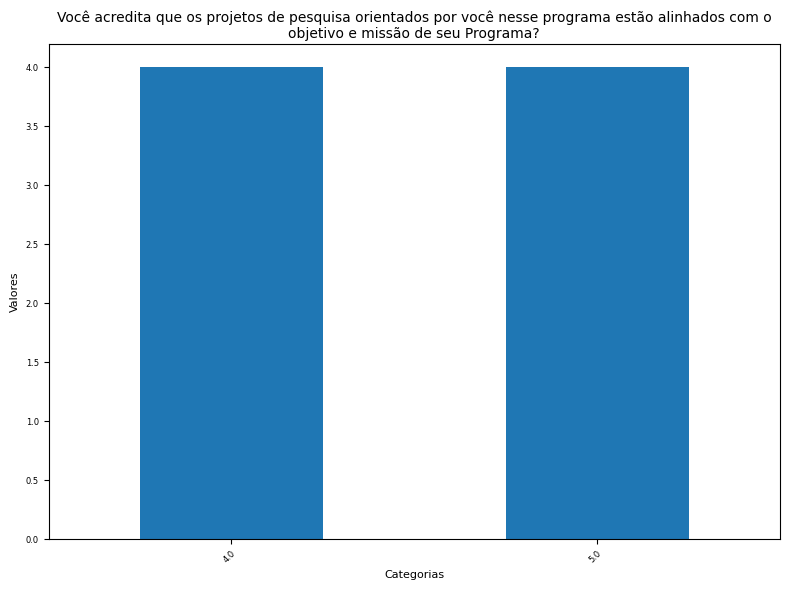 Você acredita que os projetos de pesquisa orientados por você nesse programa estão alinhados com o
objetivo e missão de seu Programa?
4.0
3.5
3.0
2.5
2.0
1.5
1.0
0.5
0.0
Valores
4.0
5.0
Categorias